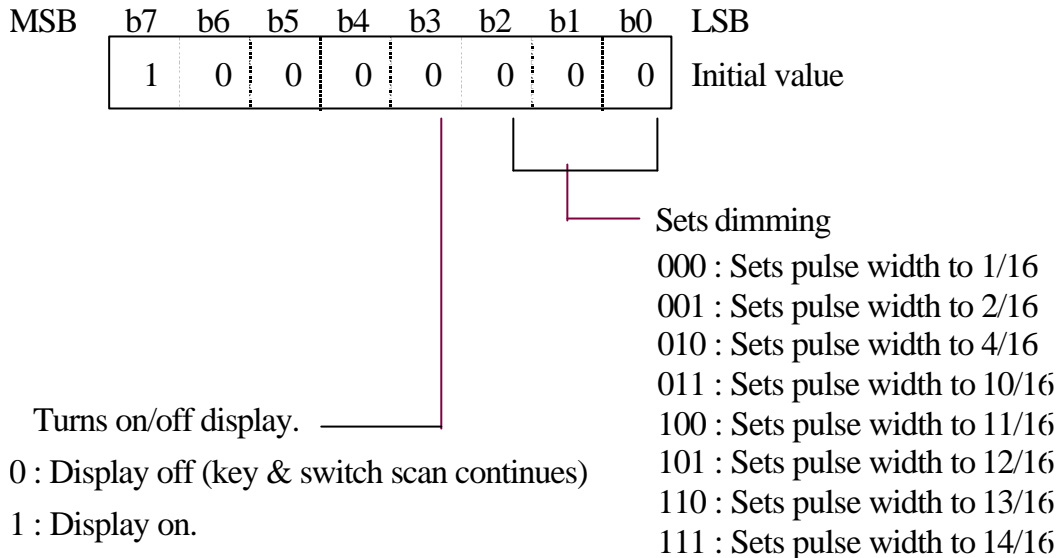 MSB b7 b6 b5 b4 b3 b2 b1 b0 LSB
1 0 0 0 0 0 0 0 Initial value
Sets dimming
000 : Sets pulse width to 1/16
001 : Sets pulse width to 2/16
010 : Sets pulse width to 4/16
011 : Sets pulse width to 10/16
100 : Sets pulse width to 11/16
101 : Sets pulse width to 12/16
110 : Sets pulse width to 13/16
111 : Sets pulse width to 14/16
Turns on/off display.
0 : Display off (key & switch scan continues)
1 : Display on.